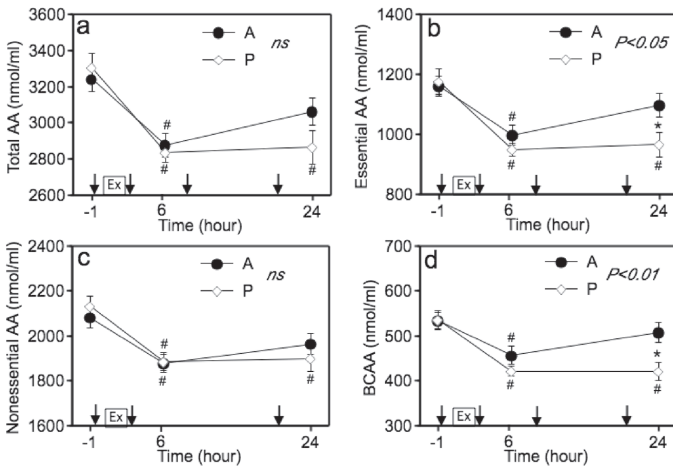 a
A
P
ns
Total AA (nmol/ml)
3600
3400
3200
3000
2800
2600
#
#
#
Ex
-1
6
24
Time (hour)
b
A
P
P<0.05
Essential AA (nmol/ml)
1400
1200
1000
800
#
#
*
#
Ex
-1
6
24
Time (hour)
c
A
P
ns
Nonessential AA (nmol/ml)
2400
2200
2000
1800
1600
#
#
#
Ex
-1
6
24
Time (hour)
d
A
P
P<0.01
BCAA (nmol/ml)
700
600
500
400
300
#
#
*
#
Ex
-1
6
24
Time (hour)